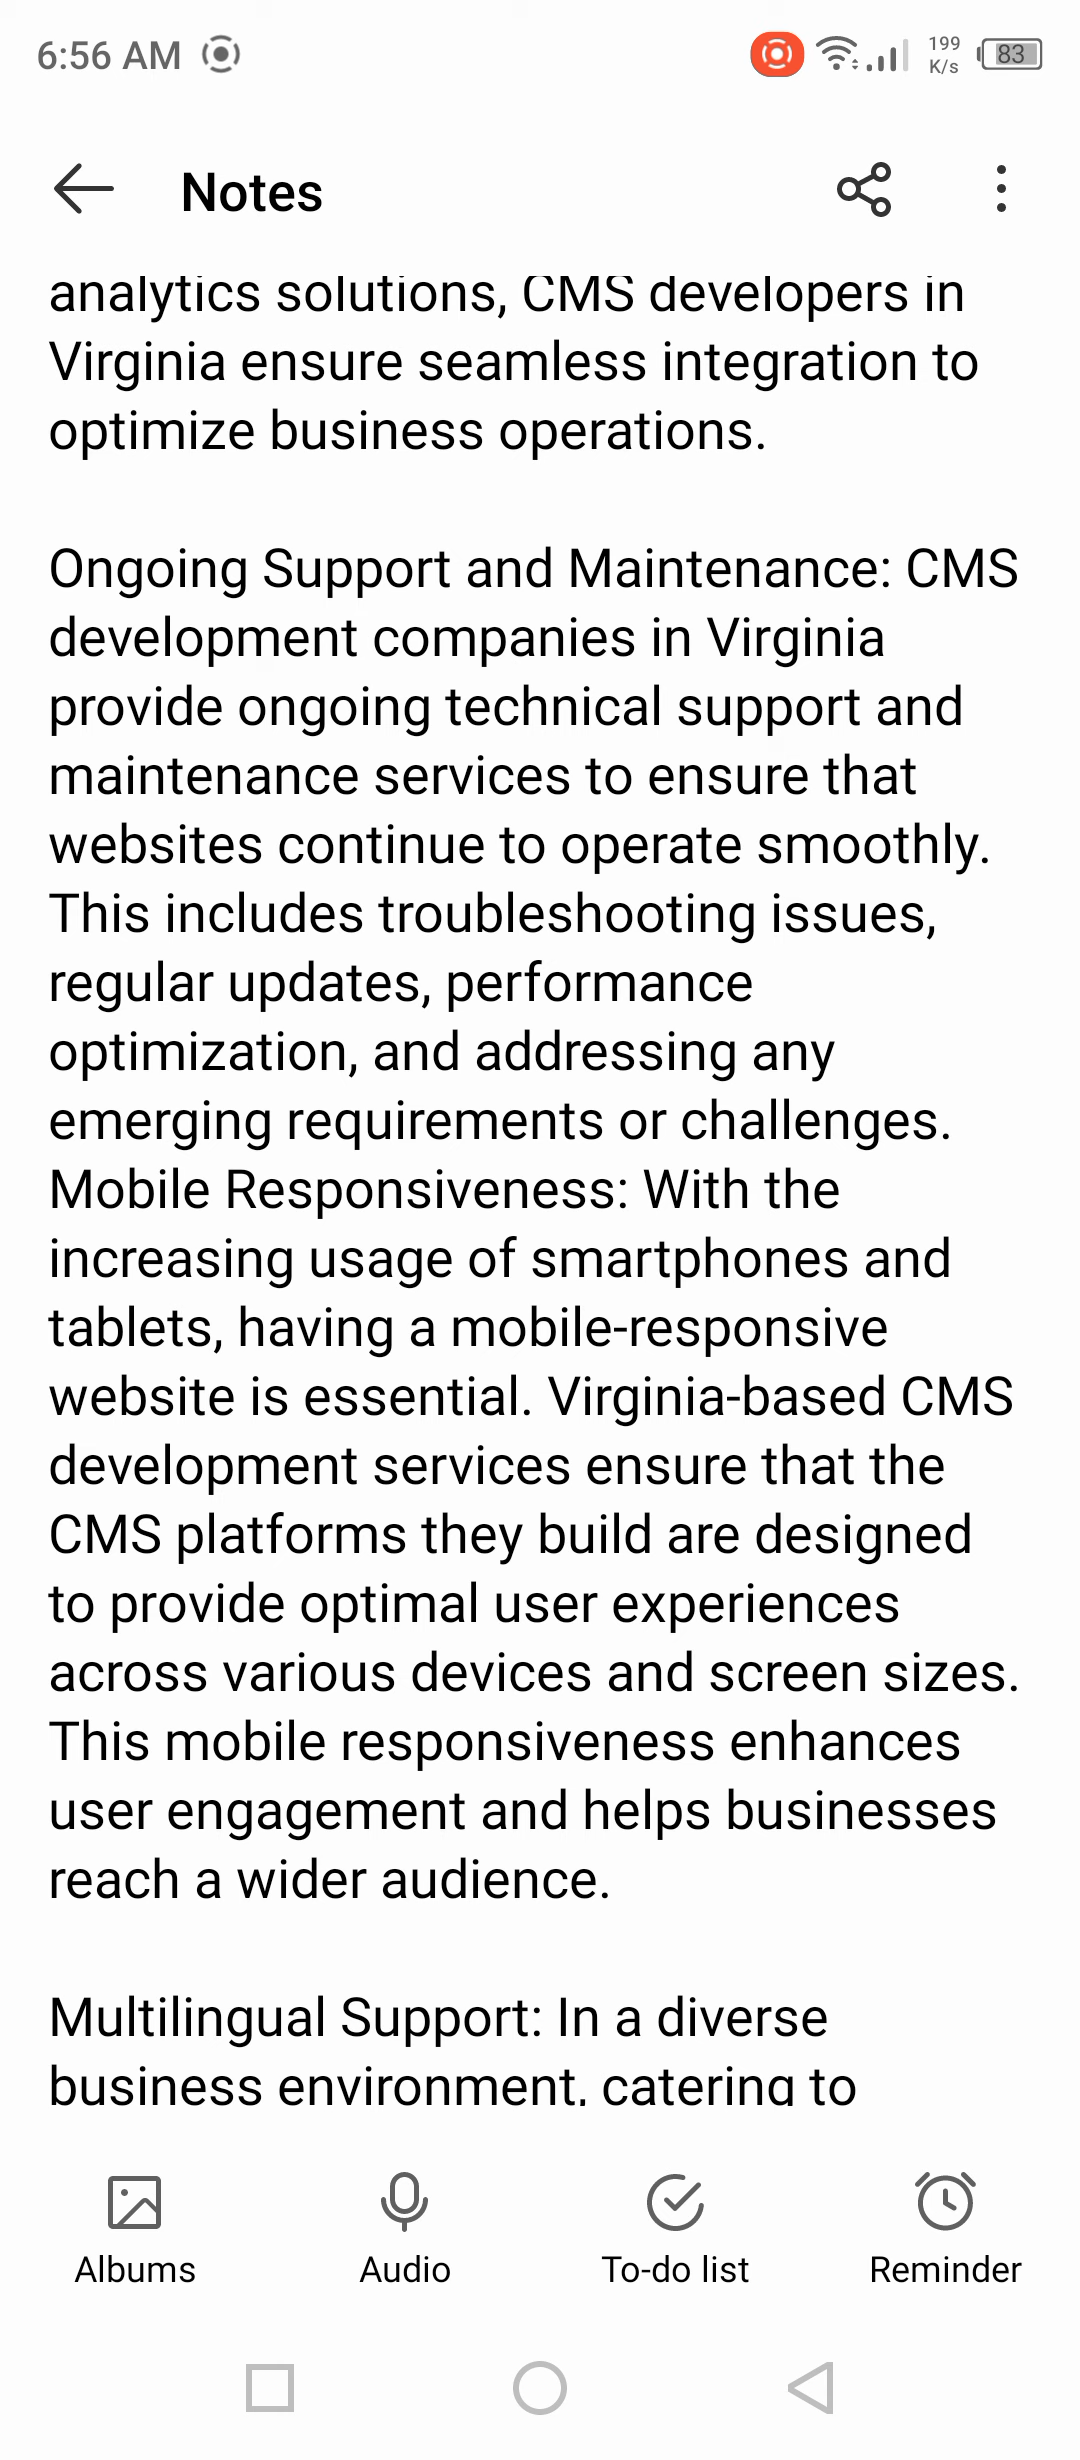 6:56 AM
199
K/s
83
Notes
analytics solutions, CMS developers in
Virginia ensure seamless integration to
optimize business operations.
Ongoing Support and Maintenance: CMS
development companies in Virginia
provide ongoing technical support and
maintenance services to ensure that
websites continue to operate smoothly.
This includes troubleshooting issues,
regular updates, performance
optimization, and addressing any
emerging requirements or challenges.
Mobile Responsiveness: With the
increasing usage of smartphones and
tablets, having a mobile-responsive
website is essential. Virginia-based CMS
development services ensure that the
CMS platforms they build are designed
to provide optimal user experiences
across various devices and screen sizes.
This mobile responsiveness enhances
user engagement and helps businesses
reach a wider audience.
Multilingual Support: In a diverse
business environment, catering to
Albums
Audio
To-do list
Reminder